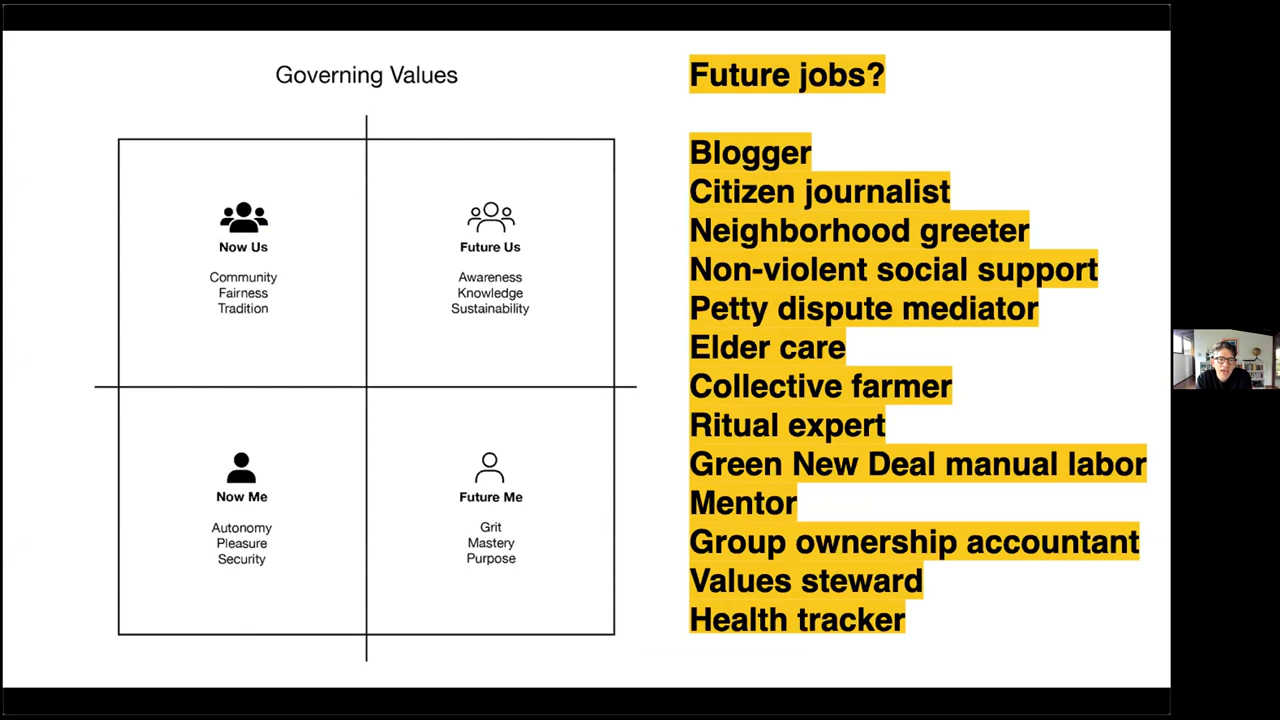 Governing Values
Now Us
Community
Fairness
Tradition
Future Us
Awareness
Knowledge
Sustainability
Now Me
Autonomy
Pleasure
Security
Future Me
Grit
Mastery
Purpose
Future jobs?
Blogger
Citizen journalist
Neighborhood greeter
Non-violent social support
Petty dispute mediator
Elder care
Collective farmer
Ritual expert
Green New Deal manual labor
Mentor
Group ownership accountant
Values steward
Health tracker